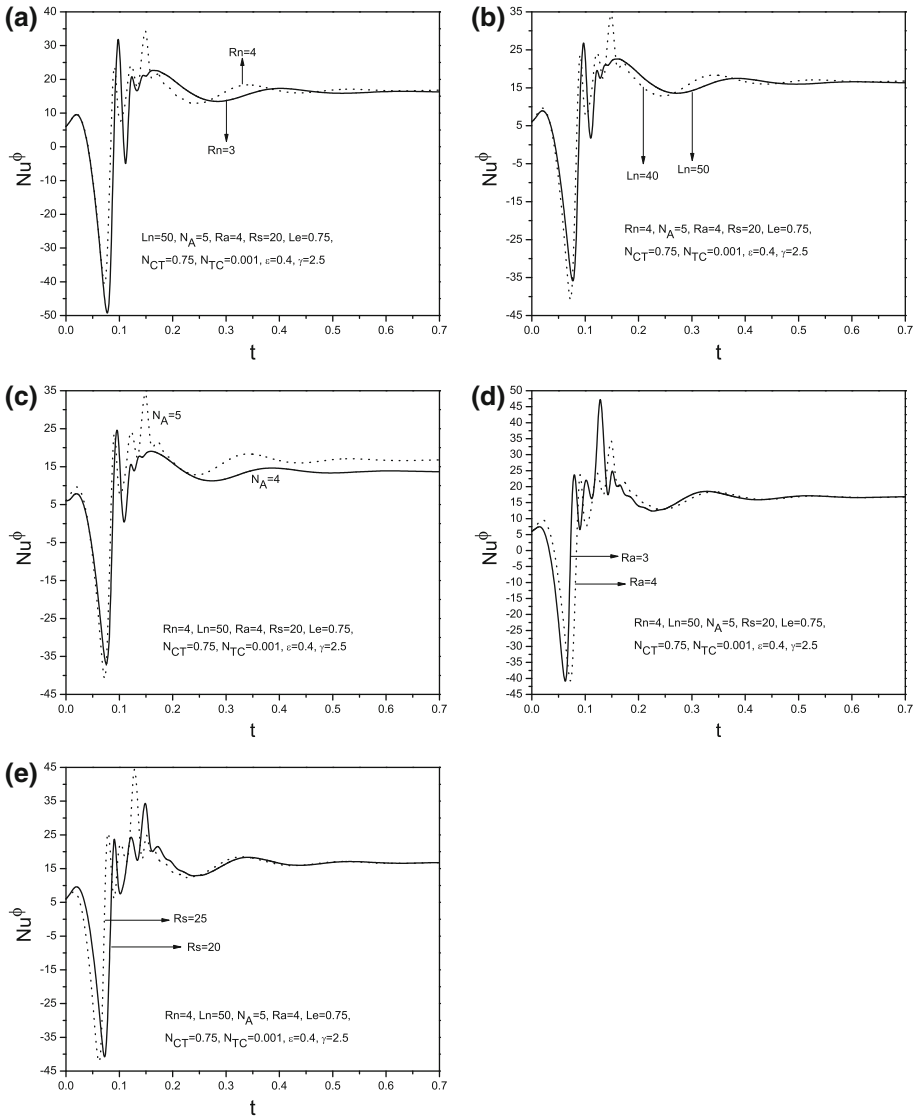 (a)
40
30
20
10
0
-10
-20
-30
-40
-50
Nu^ϕ
Rn=4
Rn=3
Ln=50, N_A=5, Ra=4, Rs=20, Le=0.75,
N_CT=0.75, N_TC=0.001, ε=0.4, γ=2.5
0.0 0.1 0.2 0.3 0.4 0.5 0.6 0.7
t
(b)
35
25
15
5
-5
-15
-25
-35
-45
Nu^ϕ
Ln=40
Ln=50
Rn=4, N_A=5, Ra=4, Rs=20, Le=0.75,
N_CT=0.75, N_TC=0.001, ε=0.4, γ=2.5
0.0 0.1 0.2 0.3 0.4 0.5 0.6 0.7
t
(c)
35
25
15
5
-5
-15
-25
-35
-45
Nu^ϕ
N_A=5
N_A=4
Rn=4, Ln=50, Ra=4, Rs=20, Le=0.75,
N_CT=0.75, N_TC=0.001, ε=0.4, γ=2.5
0.0 0.1 0.2 0.3 0.4 0.5 0.6 0.7
t
(d)
50
45
40
35
30
25
20
15
10
5
0
-5
-10
-15
-20
-25
-30
-35
-40
-45
Nu^ϕ
Ra=3
Ra=4
Rn=4, Ln=50, N_A=5, Rs=20, Le=0.75,
N_CT=0.75, N_TC=0.001, ε=0.4, γ=2.5
0.0 0.1 0.2 0.3 0.4 0.5 0.6 0.7
t
(e)
45
35
25
15
5
-5
-15
-25
-35
-45
Nu^ϕ
Rs=25
Rs=20
Rn=4, Ln=50, N_A=5, Ra=4, Le=0.75,
N_CT=0.75, N_TC=0.001, ε=0.4, γ=2.5
0.0 0.1 0.2 0.3 0.4 0.5 0.6 0.7
t